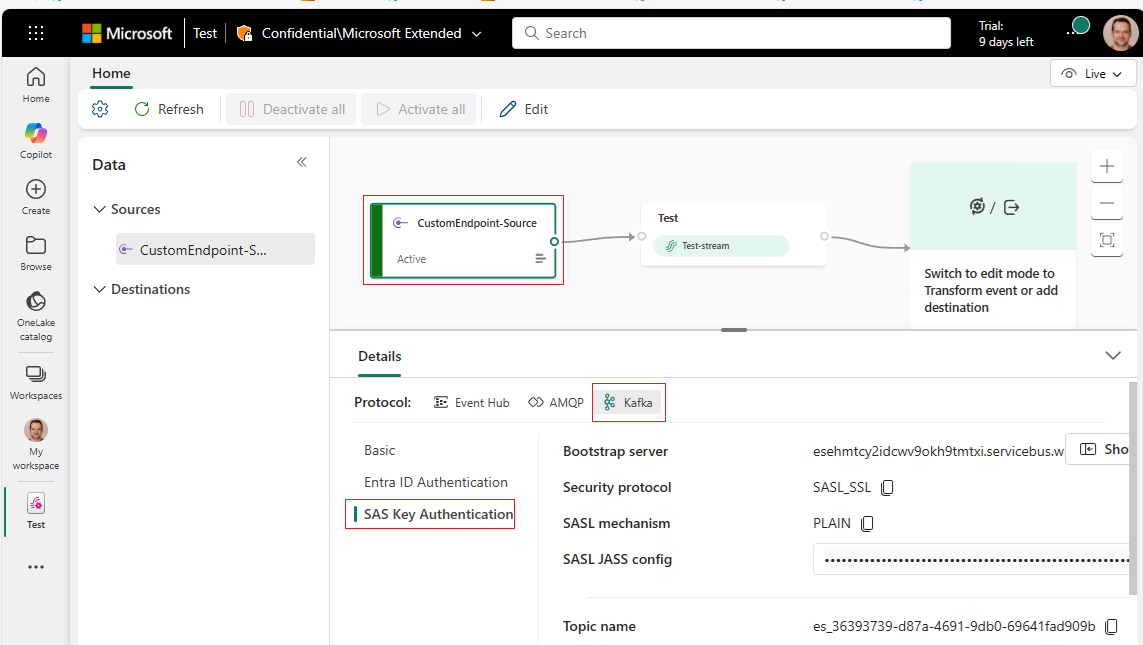 Microsoft
Test
Confidential\Microsoft Extended
Search
Trial:
9 days left
Home
Copilot
Create
Browse
OneLake
catalog
Workspaces
My
workspace
Test
Home
Live
Refresh
Deactivate all
Activate all
Edit
Data
Sources
CustomEndpoint-S...
Destinations
CustomEndpoint-Source
Active
Test
Test-stream
/
Switch to edit mode to
Transform event or add
destination
Details
Protocol:
Event Hub
AMQP
Kafka
Basic
Entra ID Authentication
SAS Key Authentication
Bootstrap server
esehmtcy2idcwv9okh9tmtxi.servicebus.w
Sho
Security protocol
SASL_SSL
SASL mechanism
PLAIN
SASL JASS config
Topic name
es_36393739-d87a-4691-9db0-69641fad909b